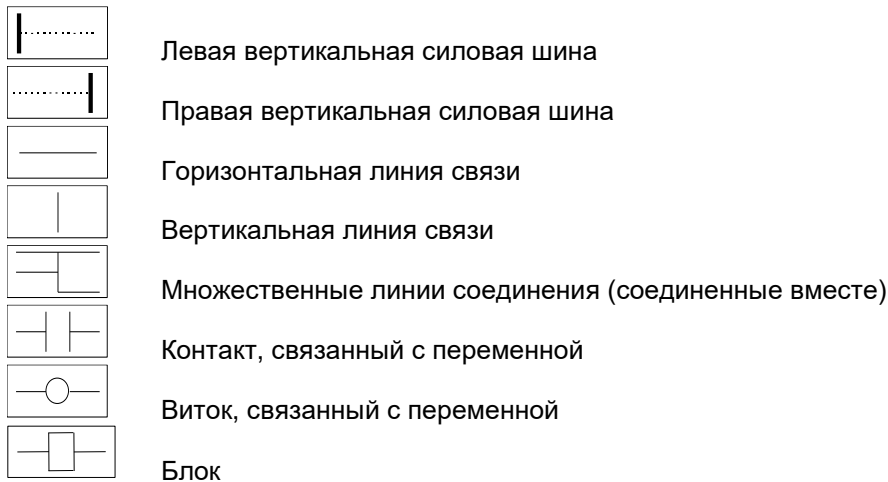 Левая вертикальная силовая шина
Правая вертикальная силовая шина
Горизонтальная линия связи
Вертикальная линия связи
Множественные линии соединения (соединенные вместе)
Контакт, связанный с переменной
Виток, связанный с переменной
Блок